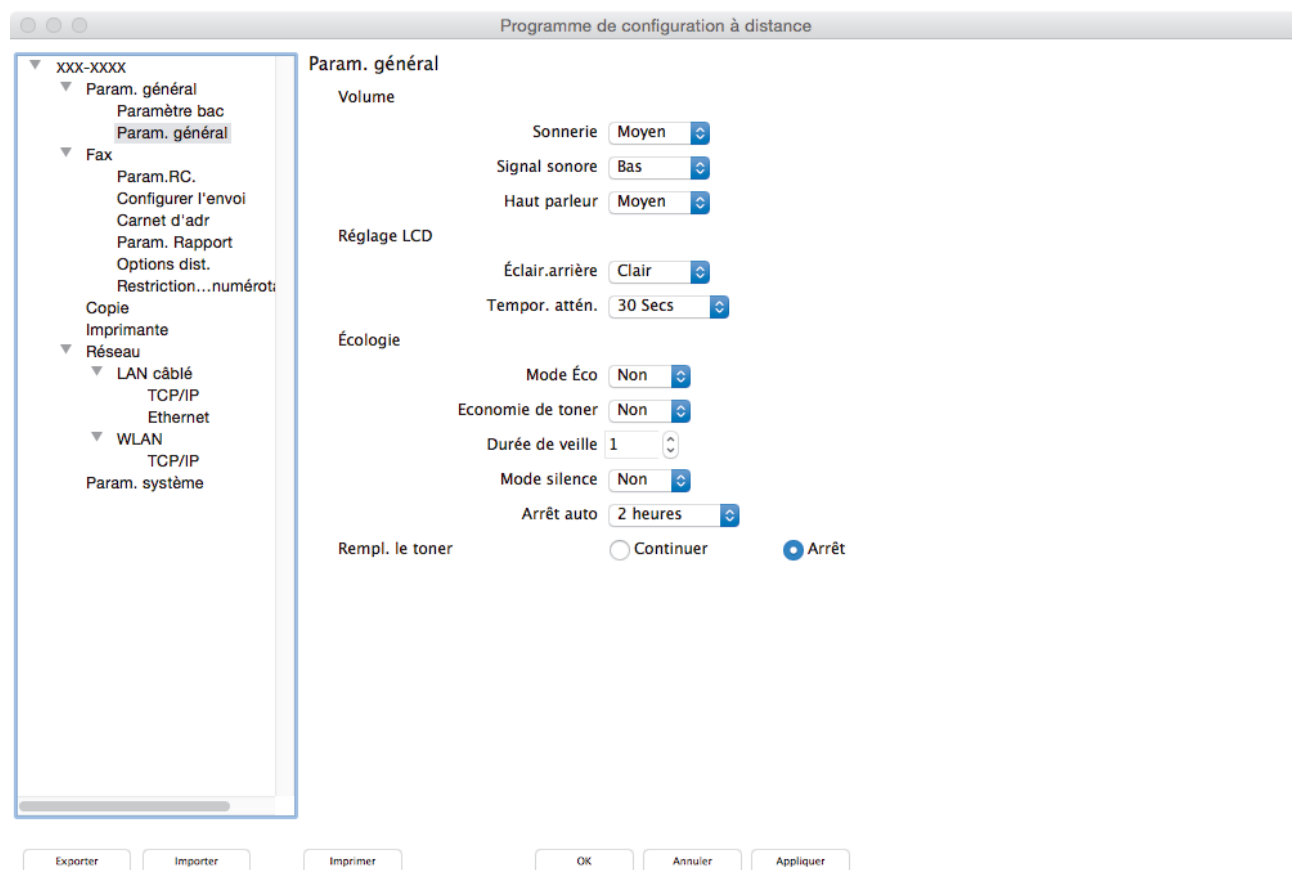 Programme de configuration à distance
XXX-XXXX
Param. général
Paramètre bac
Param. général
Fax
Param.RC.
Configurer l'envoi
Carnet d'adr
Param. Rapport
Options dist.
Restriction…numérota
Copie
Imprimante
Réseau
LAN câblé
TCP/IP
Ethernet
WLAN
TCP/IP
Param. système
Param. général
Volume
Sonnerie Moyen
Signal sonore Bas
Haut parleur Moyen
Réglage LCD
Éclair.arrière Clair
Tempor. attén. 30 Secs
Écologie
Mode Éco Non
Economie de toner Non
Durée de veille 1
Mode silence Non
Arrêt auto 2 heures
Rempl. le toner Continuer Arrêt
Exporter Importer Imprimer OK Annuler Appliquer